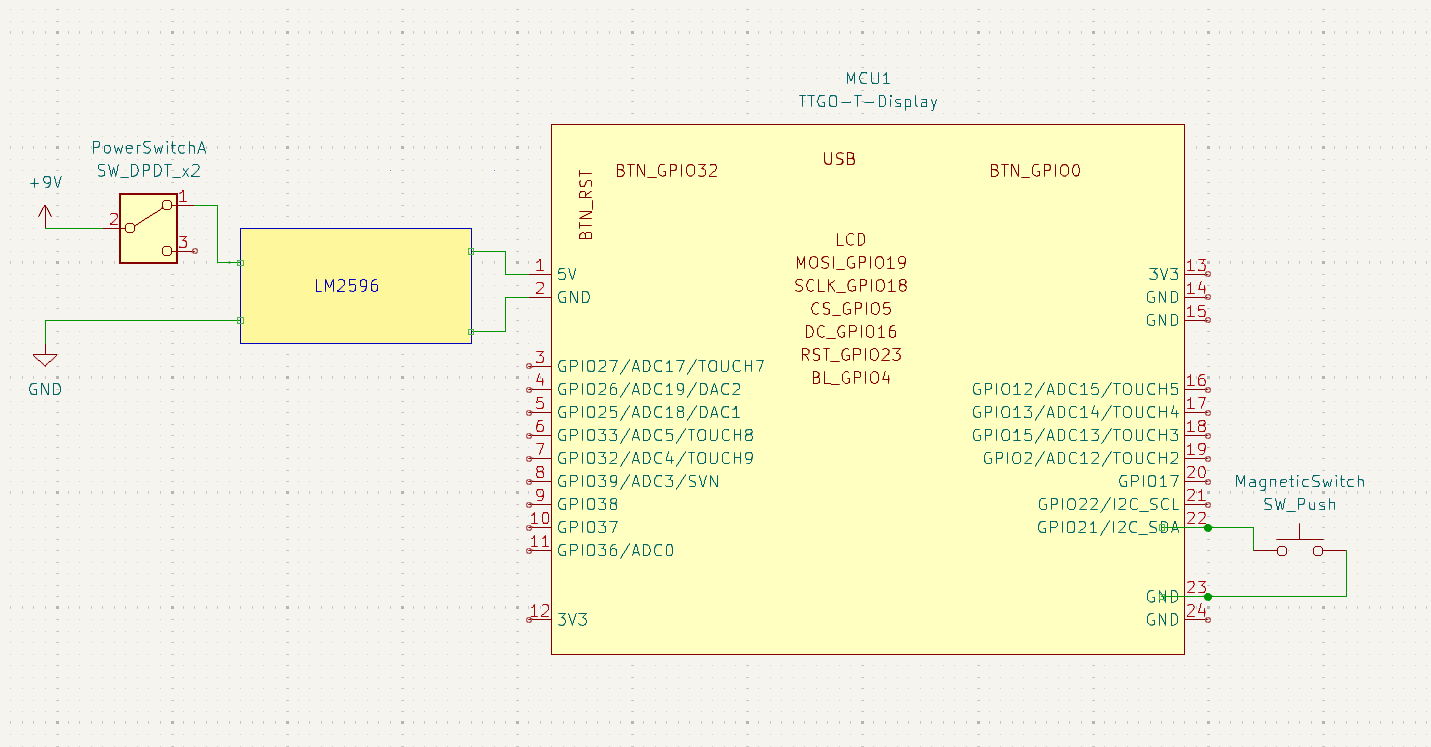 MCU1
TTGO-T-Display
PowerSwitchA
SW_DPDT_x2
+9V
1
2
3
LM2596
GND
USB
BTN_GPIO32
BTN_GPIO0
BTN_RST
LCD
MOSI_GPIO19
SCLK_GPIO18
CS_GPIO5
DC_GPIO16
RST_GPIO23
BL_GPIO4
1 5V
2 GND
3 GPIO27/ADC17/TOUCH7
4 GPIO26/ADC19/DAC2
5 GPIO25/ADC18/DAC1
6 GPIO33/ADC5/TOUCH8
7 GPIO32/ADC4/TOUCH9
8 GPIO39/ADC3/SVN
9 GPIO38
10 GPIO37
11 GPIO36/ADC0
12 3V3
3V3 13
GND 14
GND 15
GPIO12/ADC15/TOUCH5 16
GPIO13/ADC14/TOUCH4 17
GPIO15/ADC13/TOUCH3 18
GPIO2/ADC12/TOUCH2 19
GPIO17 20
GPIO22/I2C_SCL 21
GPIO21/I2C_SDA 22
GND 23
GND 24
MagneticSwitch
SW_Push